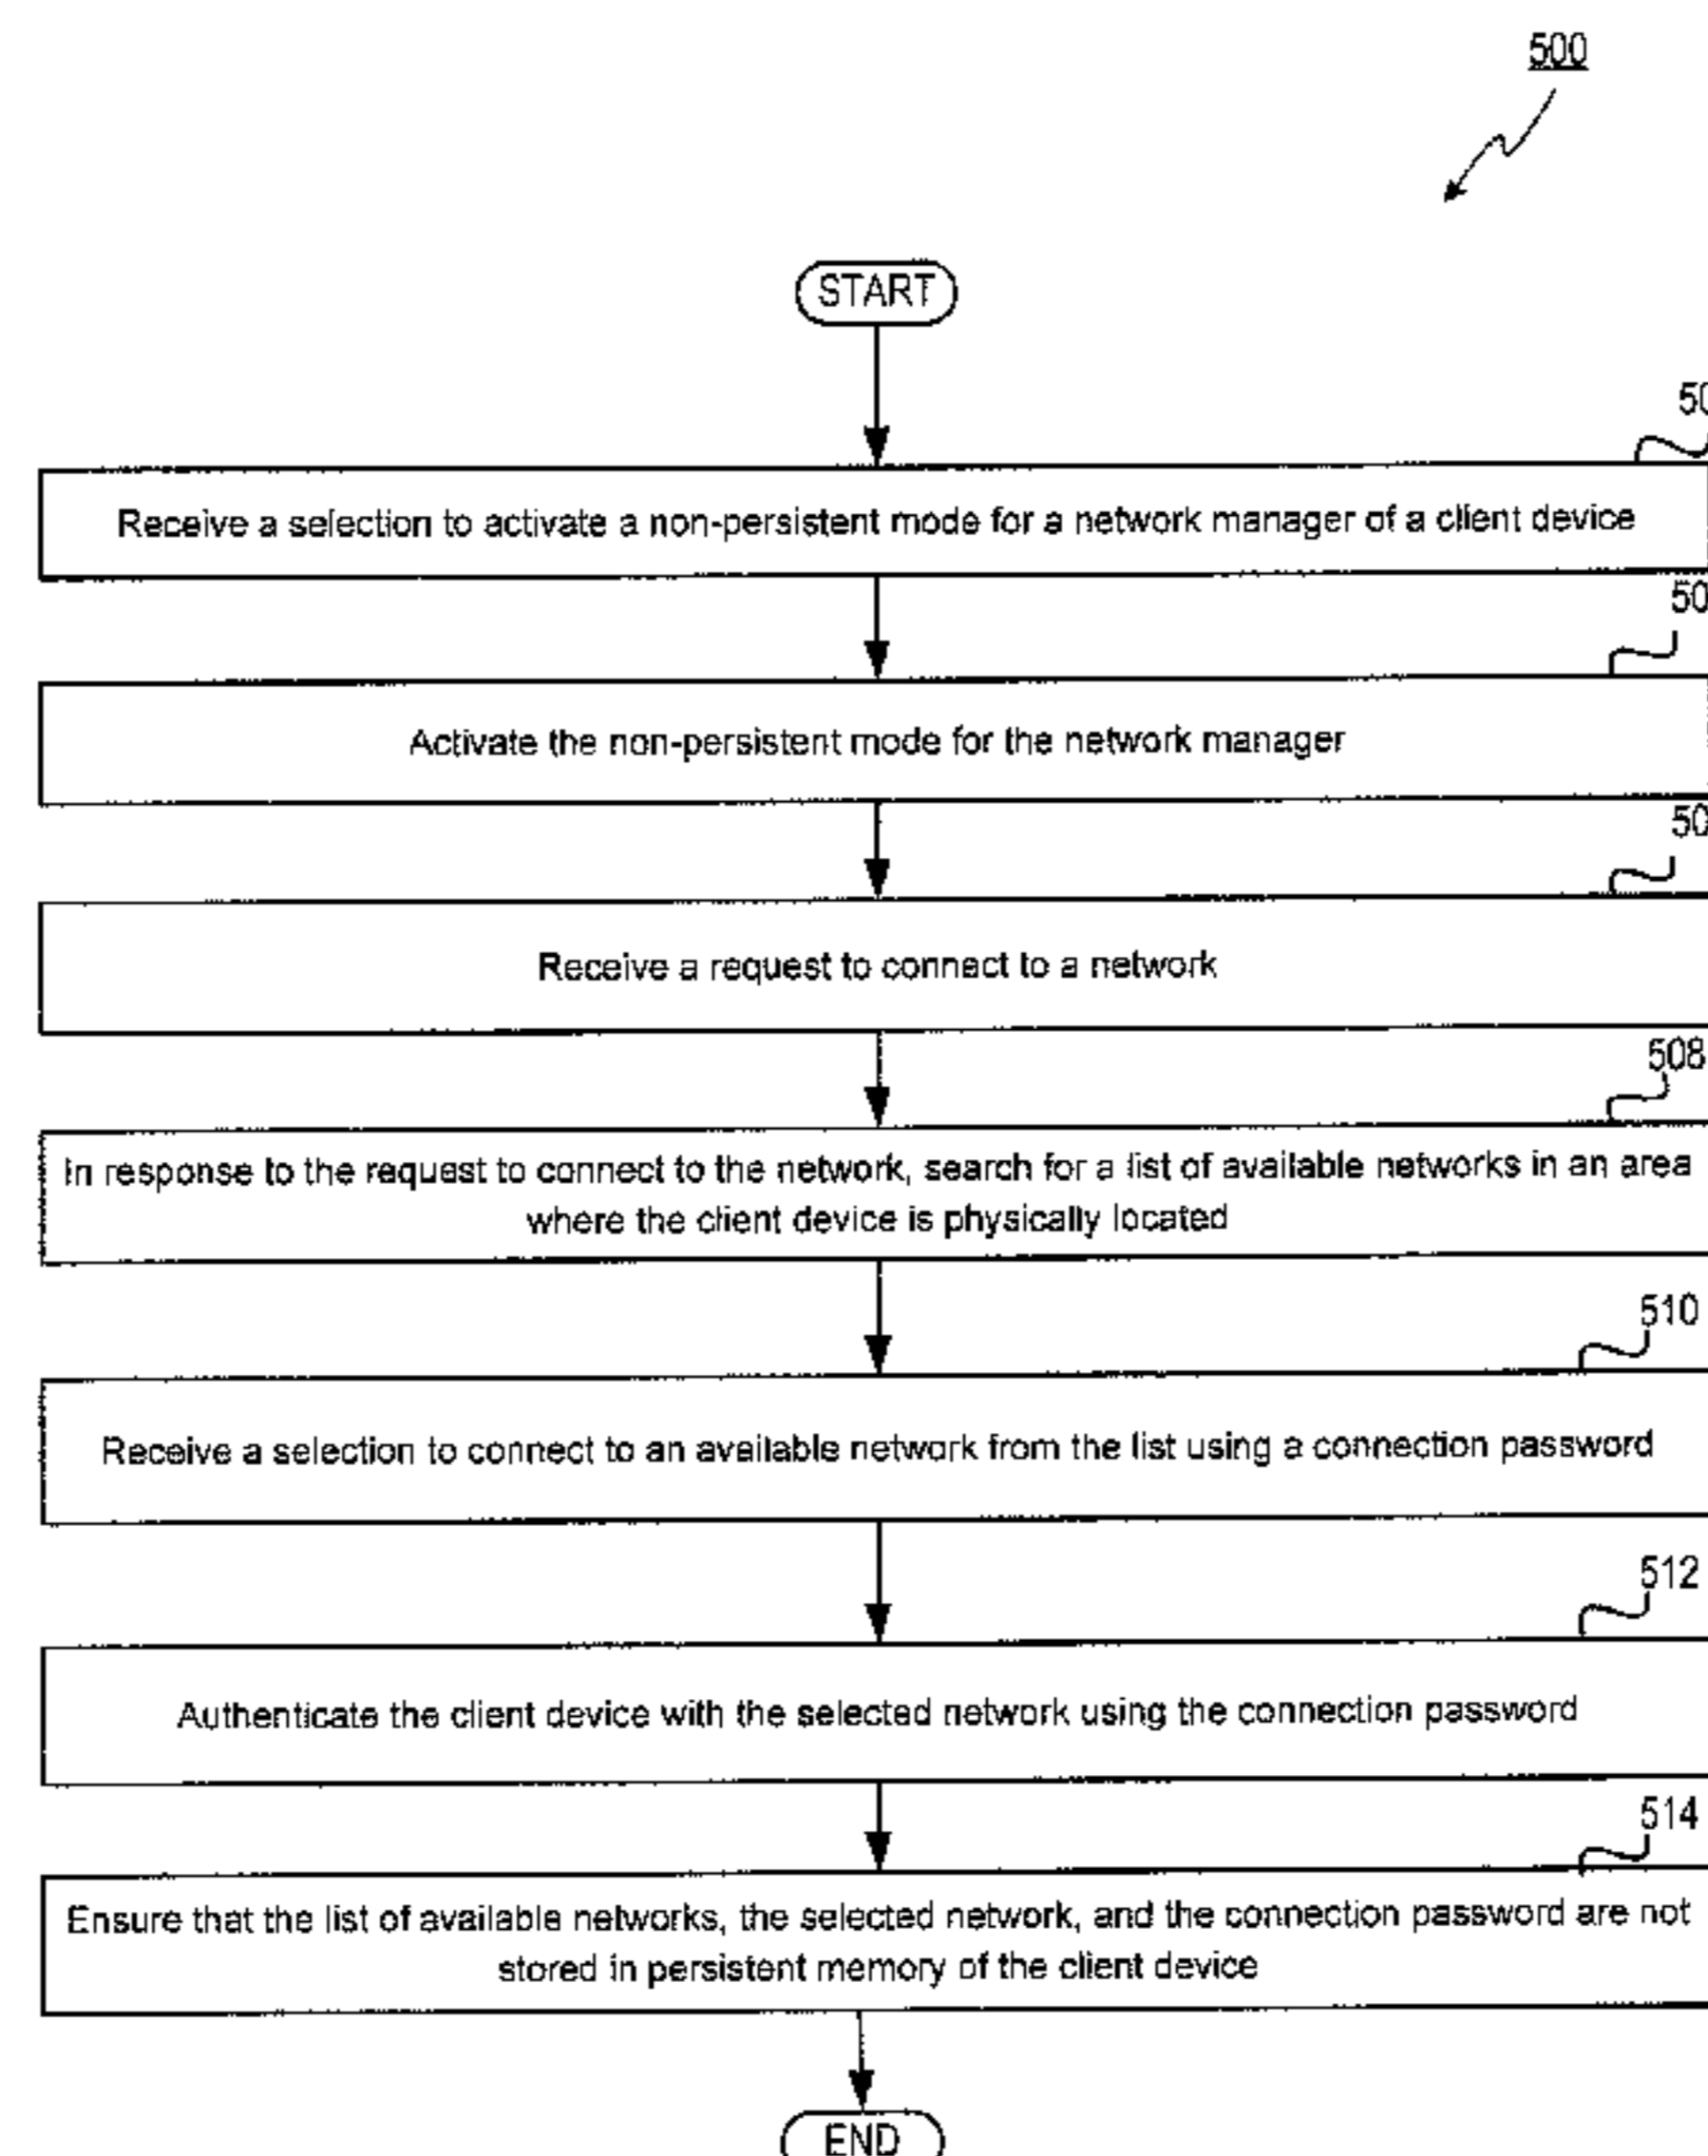 500
START
50
Receive a selection to activate a non-persistent mode for a network manager of a client device
50
Activate the non-persistent mode for the network manager
50
Receive a request to connect to a network
508
In response to the request to connect to the network, search for a list of available networks in an area
where the client device is physically located
510
Receive a selection to connect to an available network from the list using a connection password
512
Authenticate the client device with the selected network using the connection password
514
Ensure that the list of available networks, the selected network, and the connection password are not
stored in persistent memory of the client device
END